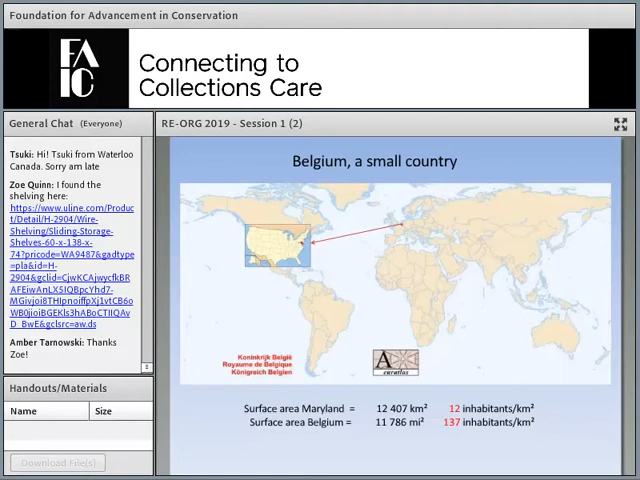 Foundation for Advancement in Conservation
FA
IC
Connecting to
Collections Care
General Chat (Everyone)
Tsuki: Hi! Tsuki from Waterloo
Canada. Sorry am late
Zoe Quinn: I found the
shelving here:
https://www.uline.com/Produc
t/Detail/H-2904/Wire-
Shelving/Sliding-Storage-
Shelves-60-x-138-x-
74?pricode=WA9487&gadtype
=pla&id=H-
2904&gclid=CjwKCAjwycfkBR
AFEiwAnLX5IQBpcYhd7-
MGivjoi8THIpnoiffpXj1vtCB6o
WB0jioiBGEKls3hABoCTIIQAv
D_BwE&gclsrc=aw.ds
Amber Tarnowski: Thanks
Zoe!
Handouts/Materials
Name Size
Download File(s)
RE-ORG 2019 - Session 1 (2)
Belgium, a small country
Koninkrijk België
Royaume de Belgique
Königreich Belgien
A
euratlas
Surface area Maryland = 12 407 km² 12 inhabitants/km²
Surface area Belgium = 11 786 mi² 137 inhabitants/km²